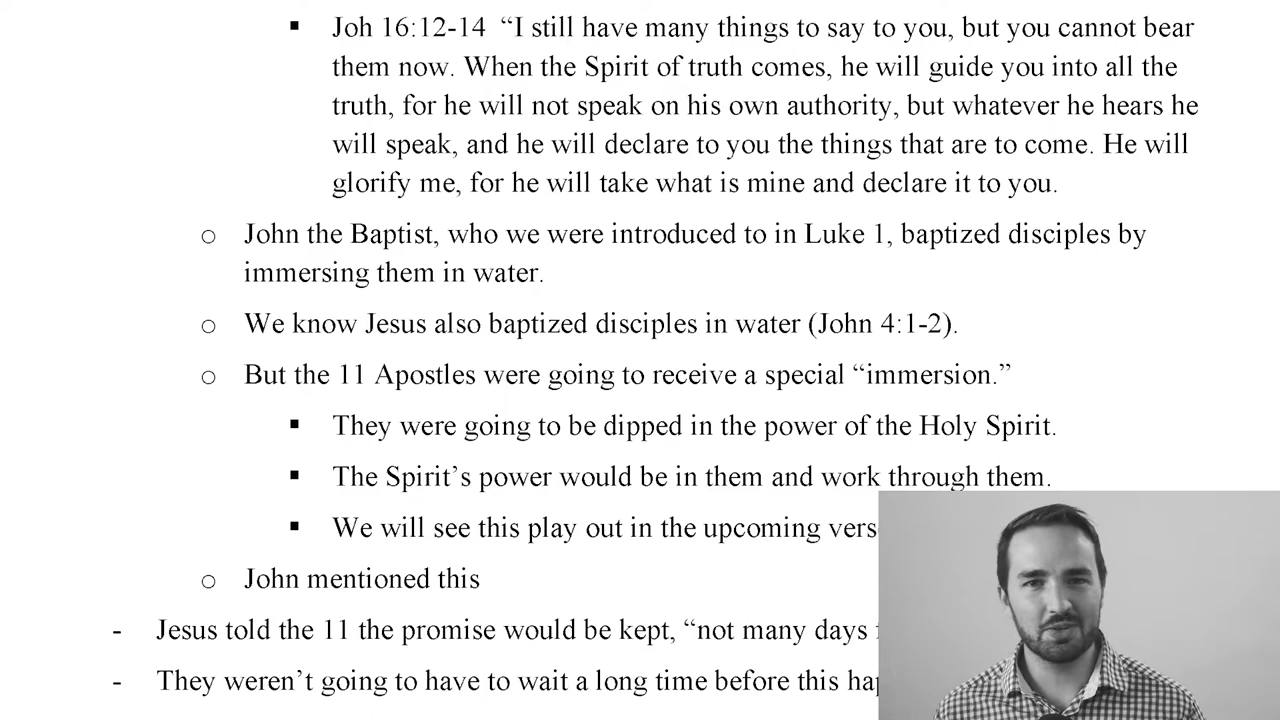 ▪ Joh 16:12-14 “I still have many things to say to you, but you cannot bear
them now. When the Spirit of truth comes, he will guide you into all the
truth, for he will not speak on his own authority, but whatever he hears he
will speak, and he will declare to you the things that are to come. He will
glorify me, for he will take what is mine and declare it to you.
o John the Baptist, who we were introduced to in Luke 1, baptized disciples by
immersing them in water.
o We know Jesus also baptized disciples in water (John 4:1-2).
o But the 11 Apostles were going to receive a special “immersion.”
▪ They were going to be dipped in the power of the Holy Spirit.
▪ The Spirit’s power would be in them and work through them.
▪ We will see this play out in the upcoming
o John mentioned this
- Jesus told the 11 the promise would be kept, “not many days
- They weren’t going to have to wait a long time before this